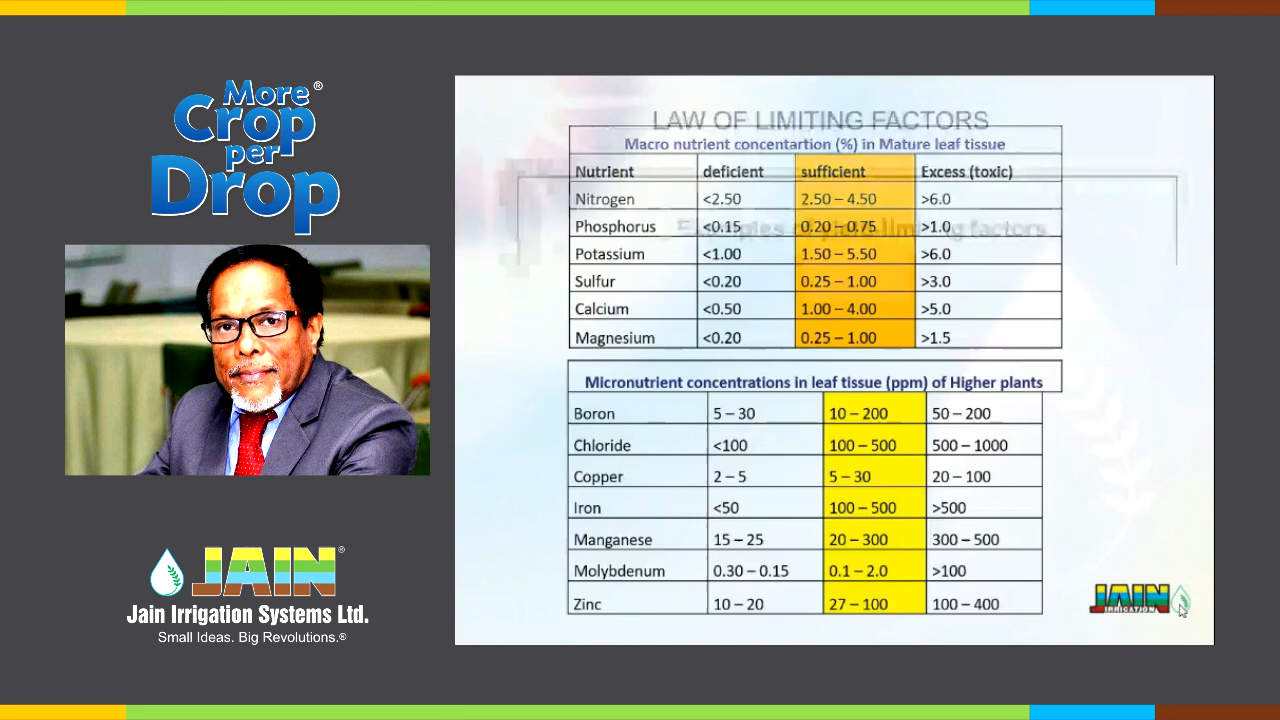 More®
Crop
per
Drop
JAIN®
Jain Irrigation Systems Ltd.
Small Ideas. Big Revolutions.®
LAW OF LIMITING FACTORS
Macro nutrient concentartion (%) in Mature leaf tissue
Nutrient deficient sufficient Excess (toxic)
Nitrogen <2.50 2.50 – 4.50 >6.0
Phosphorus <0.15 0.20 – 0.75 >1.0
Examples of yield-limiting factors
Potassium <1.00 1.50 – 5.50 >6.0
Sulfur <0.20 0.25 – 1.00 >3.0
Calcium <0.50 1.00 – 4.00 >5.0
Magnesium <0.20 0.25 – 1.00 >1.5
Micronutrient concentrations in leaf tissue (ppm) of Higher plants
Boron 5 – 30 10 – 200 50 – 200
Chloride <100 100 – 500 500 – 1000
Copper 2 – 5 5 – 30 20 – 100
Iron <50 100 – 500 >500
Manganese 15 – 25 20 – 300 300 – 500
Molybdenum 0.30 – 0.15 0.1 – 2.0 >100
Zinc 10 – 20 27 – 100 100 – 400
JAIN
IRRIGATION